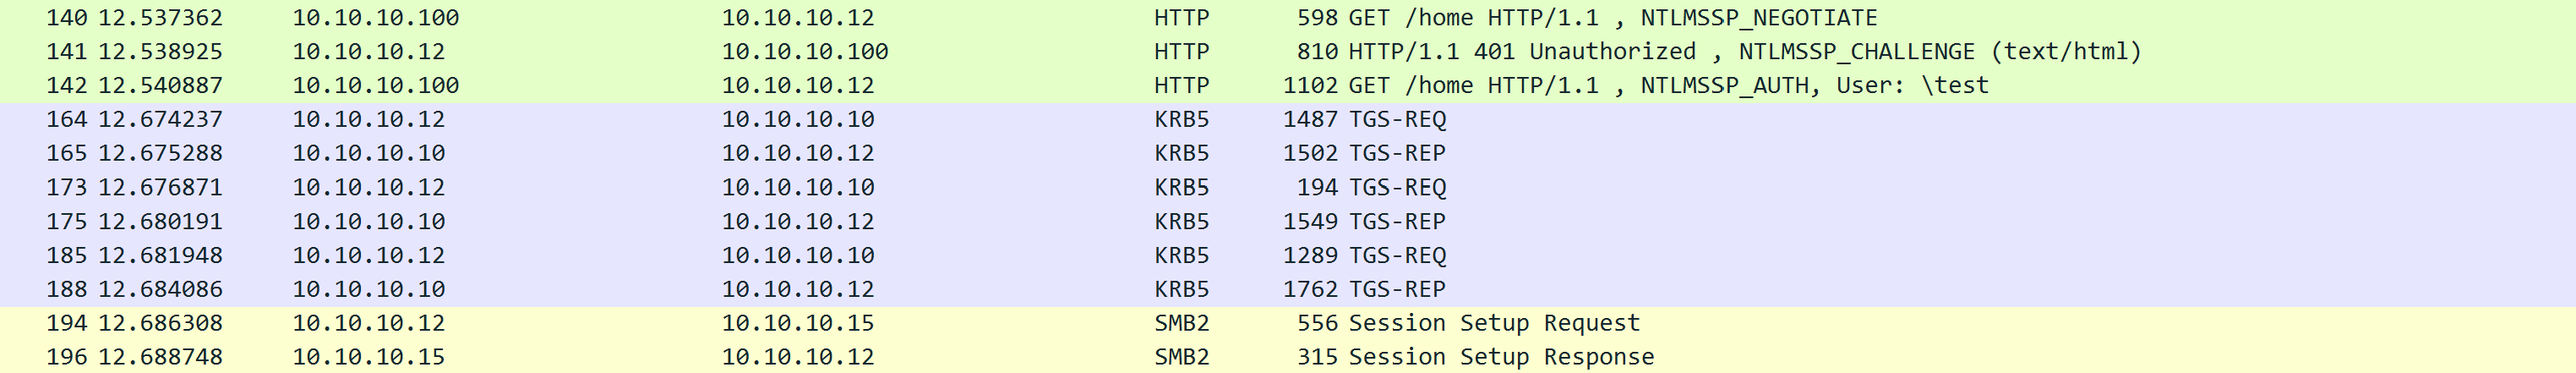 140 12.537362 10.10.10.100 10.10.10.12 HTTP 598 GET /home HTTP/1.1 , NTLMSSP_NEGOTIATE
141 12.538925 10.10.10.12 10.10.10.100 HTTP 810 HTTP/1.1 401 Unauthorized , NTLMSSP_CHALLENGE (text/html)
142 12.540887 10.10.10.100 10.10.10.12 HTTP 1102 GET /home HTTP/1.1 , NTLMSSP_AUTH, User: \test
164 12.674237 10.10.10.12 10.10.10.10 KRB5 1487 TGS-REQ
165 12.675288 10.10.10.10 10.10.10.12 KRB5 1502 TGS-REP
173 12.676871 10.10.10.12 10.10.10.10 KRB5 194 TGS-REQ
175 12.680191 10.10.10.10 10.10.10.12 KRB5 1549 TGS-REP
185 12.681948 10.10.10.12 10.10.10.10 KRB5 1289 TGS-REQ
188 12.684086 10.10.10.10 10.10.10.12 KRB5 1762 TGS-REP
194 12.686308 10.10.10.12 10.10.10.15 SMB2 556 Session Setup Request
196 12.688748 10.10.10.15 10.10.10.12 SMB2 315 Session Setup Response